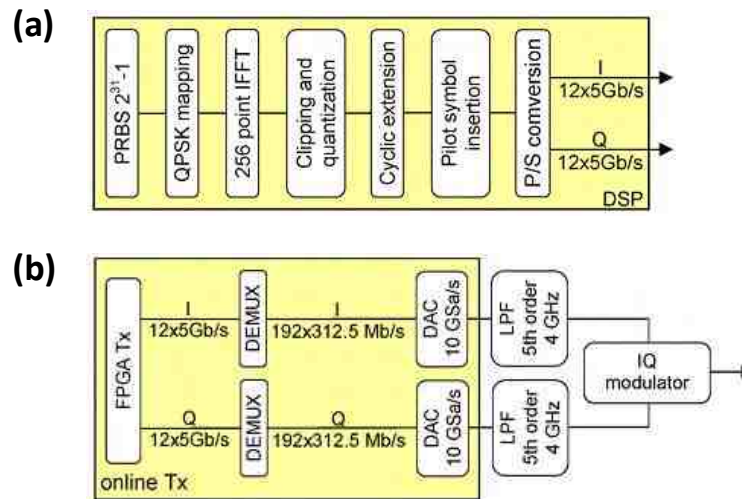 (a)
PRBS 2³¹-1
QPSK mapping
256 point IFFT
Clipping and
quantization
Cyclic extension
Pilot symbol
insertion
P/S comversion
I
12x5Gb/s
Q
12x5Gb/s
DSP
(b)
FPGA Tx
I
12x5Gb/s
DEMUX
I
192x312.5 Mb/s
DAC
10 GSa/s
LPF
5th order
4 GHz
IQ
modulator
Q
12x5Gb/s
DEMUX
Q
192x312.5 Mb/s
DAC
10 GSa/s
LPF
5th order
4 GHz
online Tx